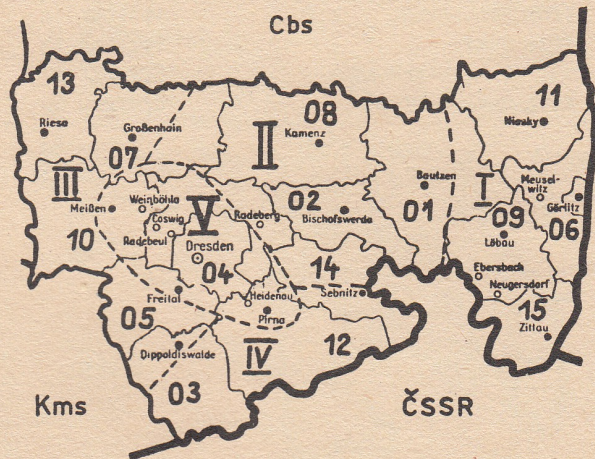 Cbs
13
Riesa
Großenhain
07
08
Kamenz
II
11
Niesky
III
Meißen
10
Weinböhla
Coswig
Radebeul
V
Radeberg
Dresden
04
02
Bischofswerda
Bautzen
01
I
Meusel-
witz
Görlitz
06
09
Löbau
Ebersbach
Neugersdorf
15
Zittau
14
Sebnitz
Freital
05
Heidenau
Pirna
Dippoldiswalde
03
IV
12
Kms
ČSSR